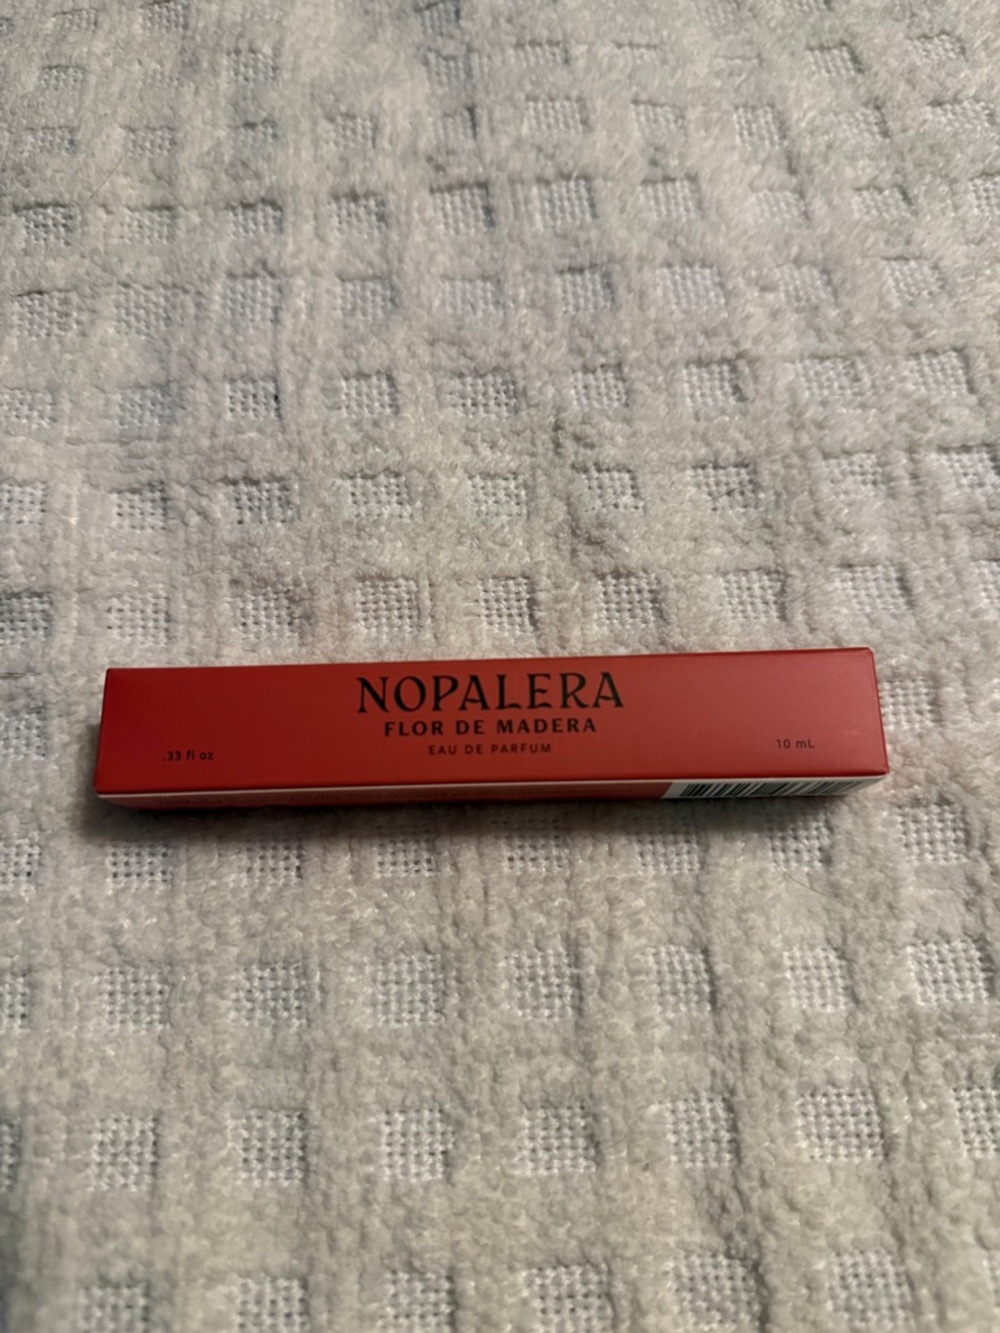 NOPALERA
FLOR DE MADERA
EAU DE PARFUM
.33 fl oz
10 mL